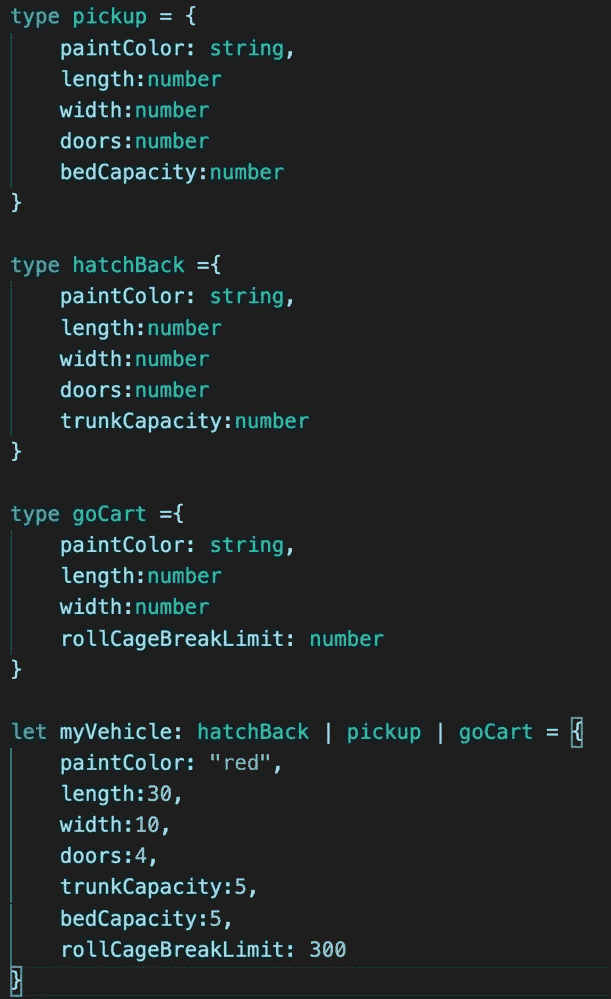 type pickup = {
    paintColor: string,
    length:number
    width:number
    doors:number
    bedCapacity:number
}

type hatchBack ={
    paintColor: string,
    length:number
    width:number
    doors:number
    trunkCapacity:number
}

type goCart ={
    paintColor: string,
    length:number
    width:number
    rollCageBreakLimit: number
}

let myVehicle: hatchBack | pickup | goCart = {
    paintColor: "red",
    length:30,
    width:10,
    doors:4,
    trunkCapacity:5,
    bedCapacity:5,
    rollCageBreakLimit: 300
}